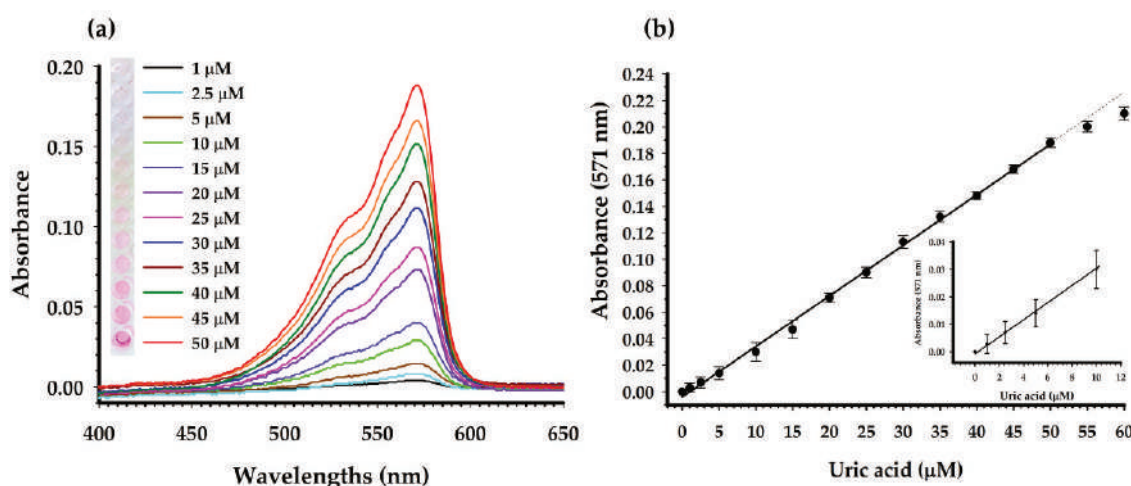 (a)
0.20
0.15
0.10
0.05
0.00
Absorbance
1 μM
2.5 μM
5 μM
10 μM
15 μM
20 μM
25 μM
30 μM
35 μM
40 μM
45 μM
50 μM
400 450 500 550 600 650
Wavelengths (nm)
(b)
0.24
0.22
0.20
0.18
0.16
0.14
0.12
0.10
0.08
0.06
0.04
0.02
0.00
Absorbance (571 nm)
0.04
0.03
0.02
0.01
0.00
Absorbance (571 nm)
0 2 4 6 8 10 12
Uric acid (μM)
0 5 10 15 20 25 30 35 40 45 50 55 60
Uric acid (μM)